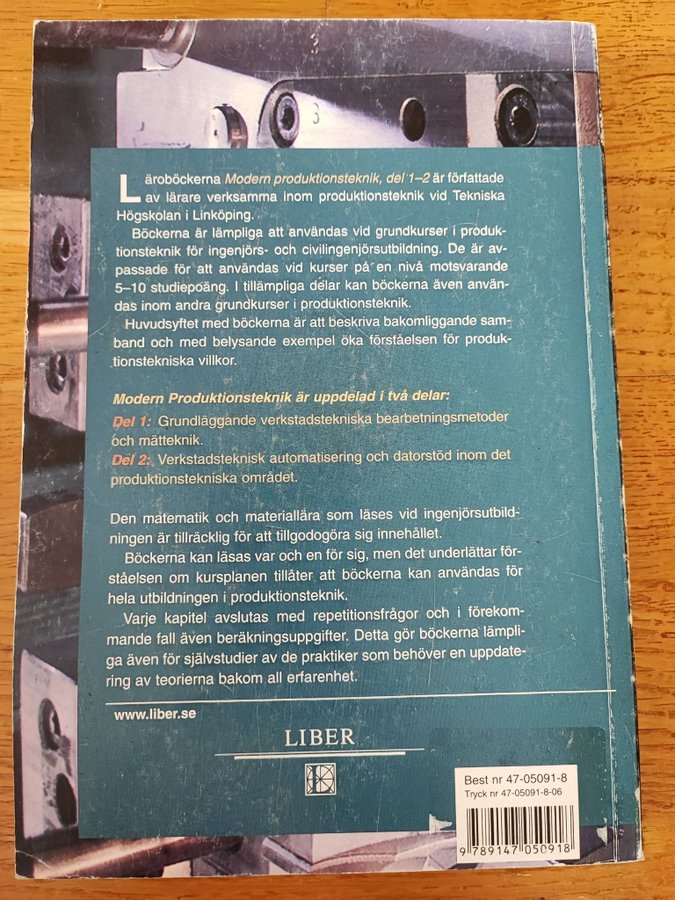 Läroböckerna Modern produktionsteknik, del 1–2 är författade
av lärare verksamma inom produktionsteknik vid Tekniska
Högskolan i Linköping.
Böckerna är lämpliga att användas vid grundkurser i produk-
tionsteknik för ingenjörs- och civilingenjörsutbildning. De är av-
passade för att användas vid kurser på en nivå motsvarande
5–10 studiepoäng. I tillämpliga delar kan böckerna även använ-
das inom andra grundkurser i produktionsteknik.
Huvudsyftet med böckerna är att beskriva bakomliggande sam-
band och med belysande exempel öka förståelsen för produk-
tionstekniska villkor.
Modern Produktionsteknik är uppdelad i två delar:
Del 1: Grundläggande verkstadstekniska bearbetningsmetoder
och mätteknik.
Del 2: Verkstadsteknisk automatisering och datorstöd inom det
produktionstekniska området.
Den matematik och materiallära som läses vid ingenjörsutbild-
ningen är tillräcklig för att tillgodogöra sig innehållet.
Böckerna kan läsas var och en för sig, men det underlättar för-
ståelsen om kursplanen tillåter att böckerna kan användas för
hela utbildningen i produktionsteknik.
Varje kapitel avslutas med repetitionsfrågor och i förekom-
mande fall även beräkningsuppgifter. Detta gör böckerna lämpli-
ga även för självstudier av de praktiker som behöver en uppdate-
ring av teorierna bakom all erfarenhet.
www.liber.se
LIBER
Best nr 47-05091-8
Tryck nr 47-05091-8-06
9 789147 050918
3